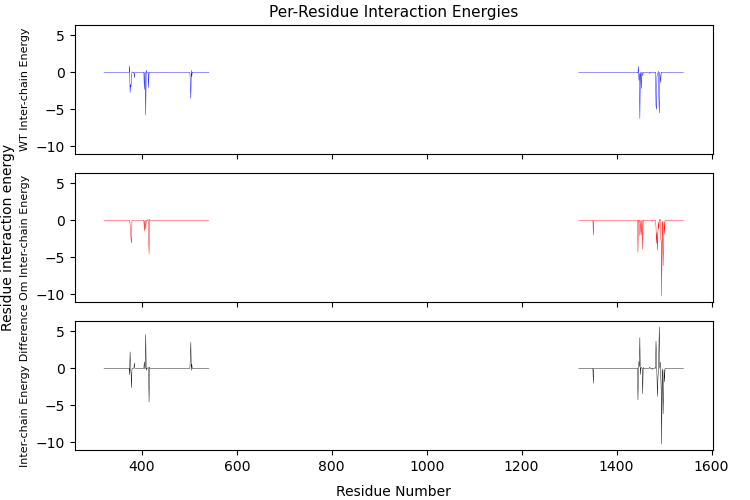 Per-Residue Interaction Energies
Residue interaction energy
WT Inter-chain Energy
5
0
−5
−10
Om Inter-chain Energy
5
0
−5
−10
Inter-chain Energy Difference
5
0
−5
−10
400 600 800 1000 1200 1400 1600
Residue Number